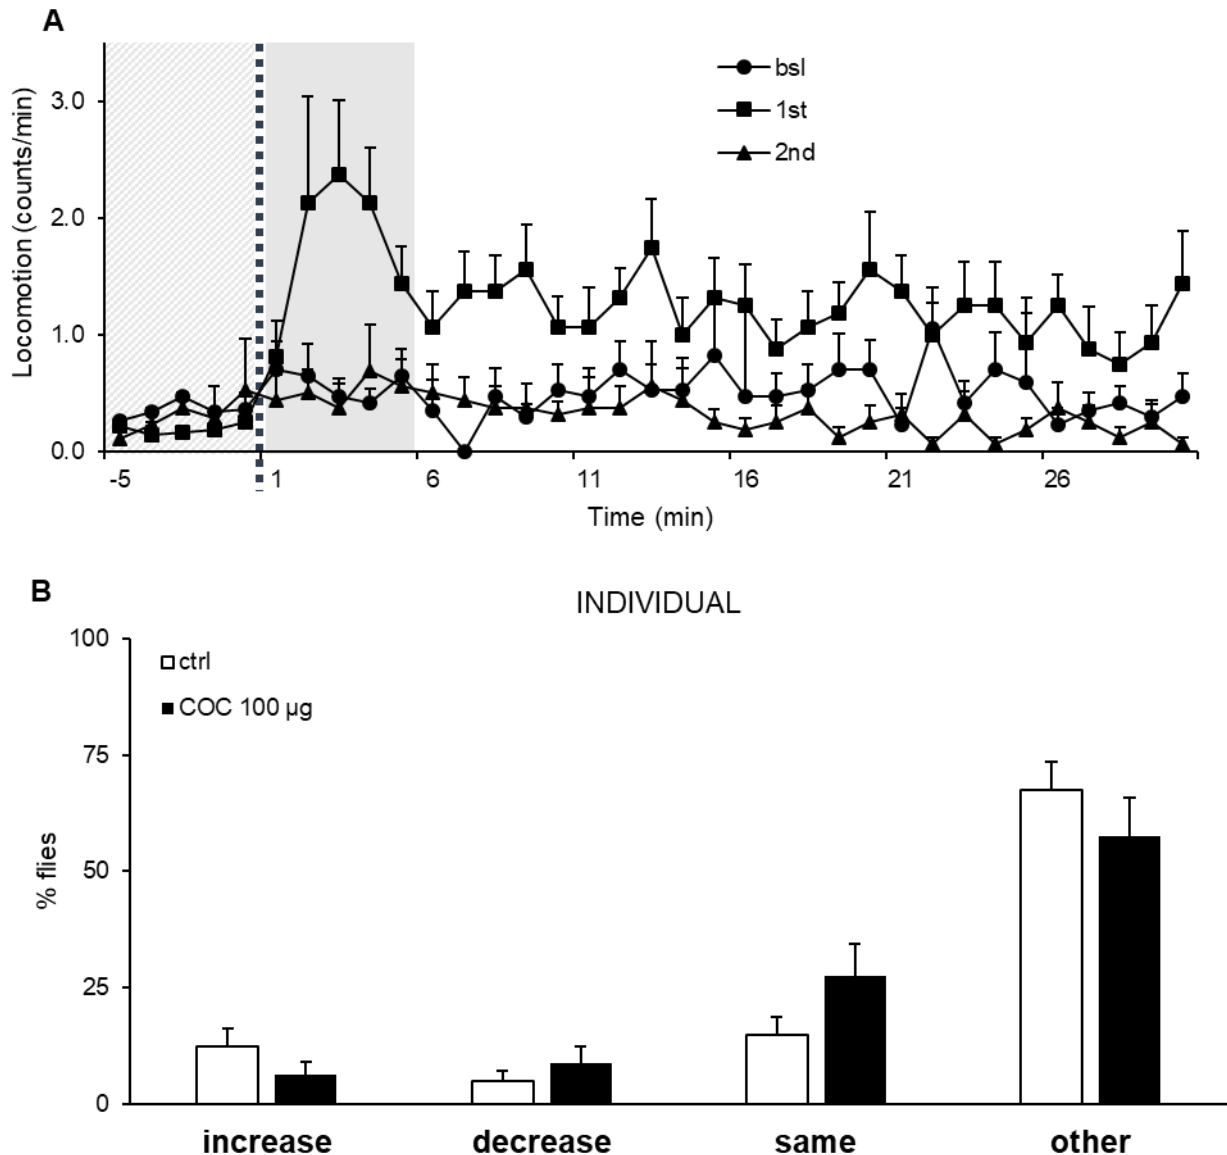 A
Locomotion (counts/min)
3.0
2.0
1.0
0.0
bsl
1st
2nd
-5 1 6 11 16 21 26
Time (min)
B
INDIVIDUAL
% flies
100
75
50
25
0
ctrl
COC 100 µg
increase decrease same other